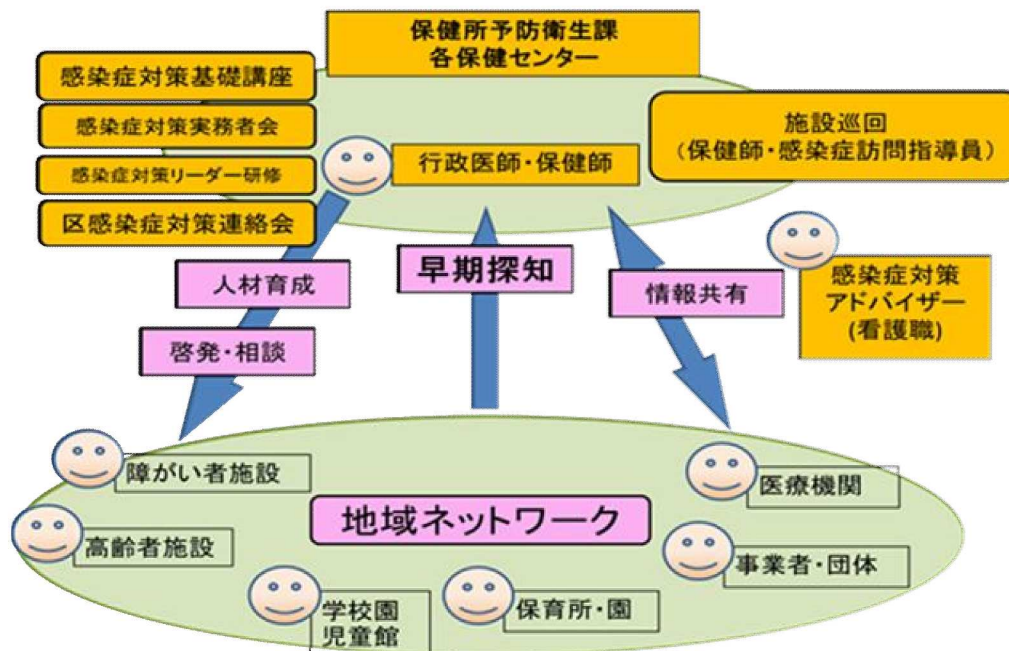 保健所予防衛生課
各保健センター
感染症対策基礎講座
感染症対策実務者会
感染症対策リーダー研修
区感染症対策連絡会
行政医師・保健師
施設巡回
（保健師・感染症訪問指導員）
感染症対策
アドバイザー
(看護職)
人材育成
啓発・相談
早期探知
情報共有
障がい者施設
高齢者施設
地域ネットワーク
医療機関
事業者・団体
学校園
児童館
保育所・園